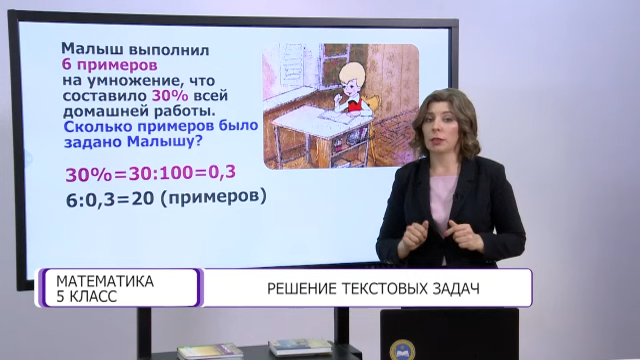 Малыш выполнил
6 примеров
на умножение, что
составило 30% всей
домашней работы.
Сколько примеров было
задано Малышу?
30%=30:100=0,3
6:0,3=20 (примеров)
МАТЕМАТИКА
5 КЛАСС
РЕШЕНИЕ ТЕКСТОВЫХ ЗАДАЧ